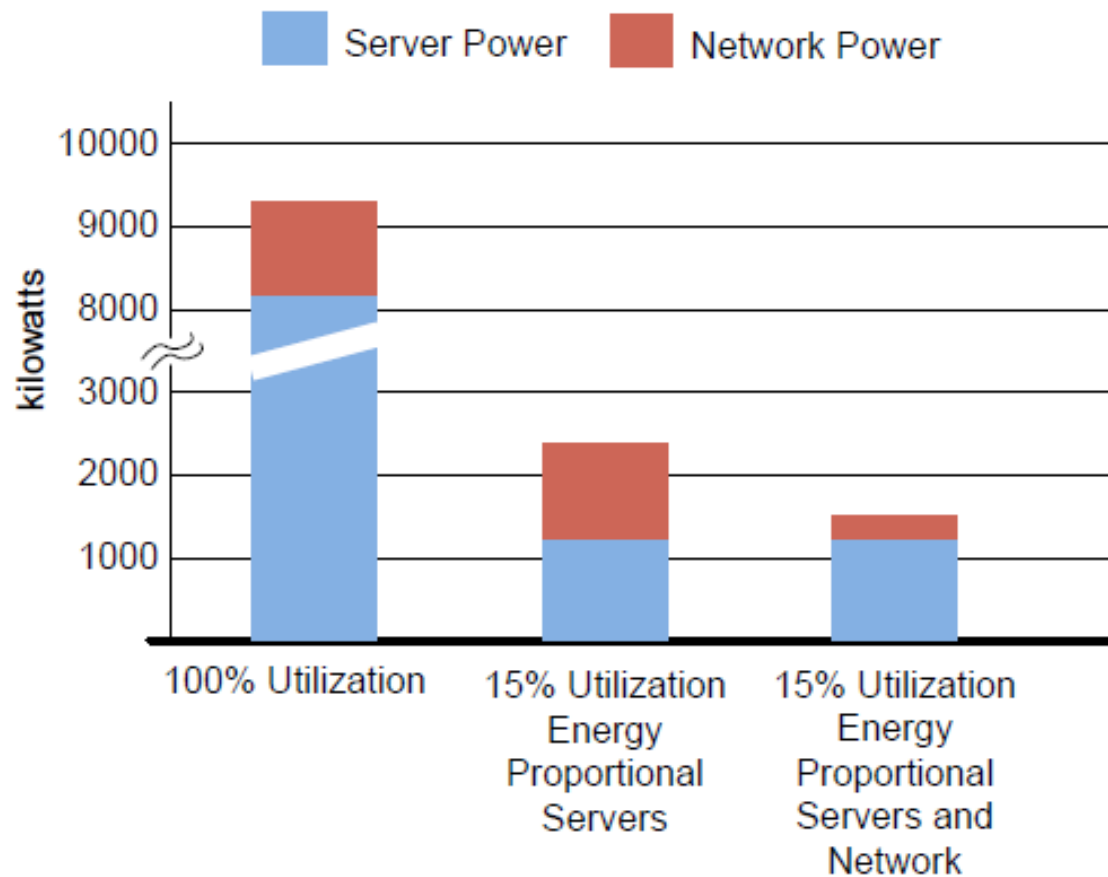 Server Power Network Power
10000
9000
8000
3000
2000
1000
kilowatts
100% Utilization
15% Utilization
Energy
Proportional
Servers
15% Utilization
Energy
Proportional
Servers and
Network